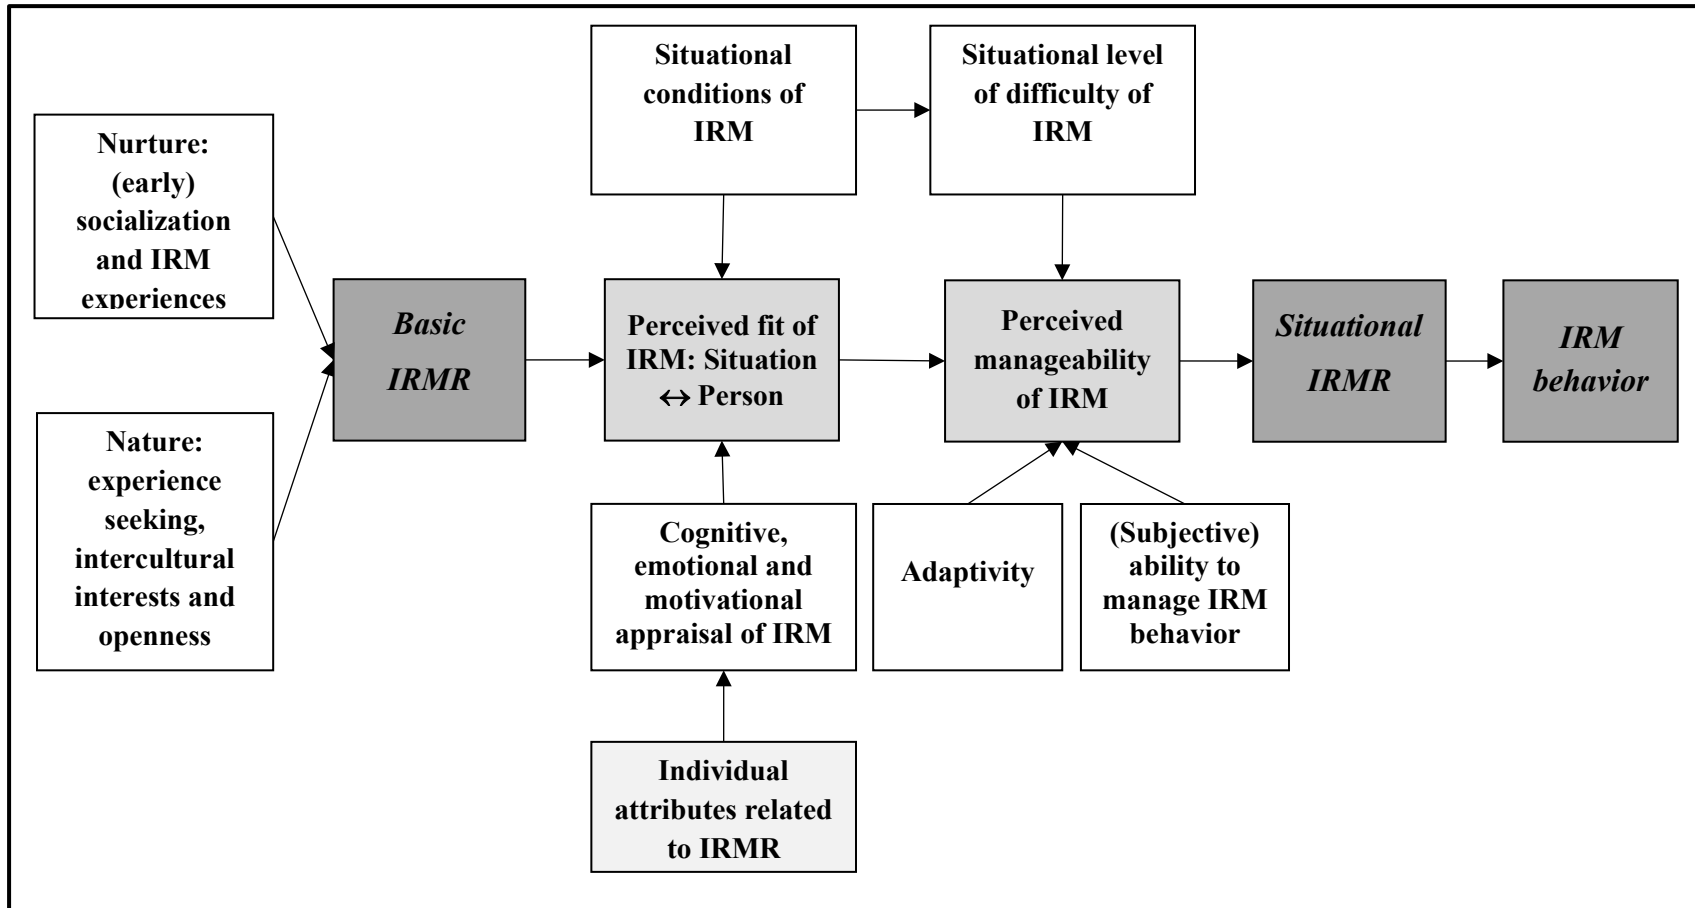 Situational
conditions of
IRM
Situational level
of difficulty of
IRM
Nurture:
(early)
socialization
and IRM
experiences
Basic
IRMR
Perceived fit of
IRM: Situation
↔ Person
Perceived
manageability
of IRM
Situational
IRMR
IRM
behavior
Nature:
experience
seeking,
intercultural
interests and
openness
Cognitive,
emotional and
motivational
appraisal of IRM
Adaptivity
(Subjective)
ability to
manage IRM
behavior
Individual
attributes related
to IRMR